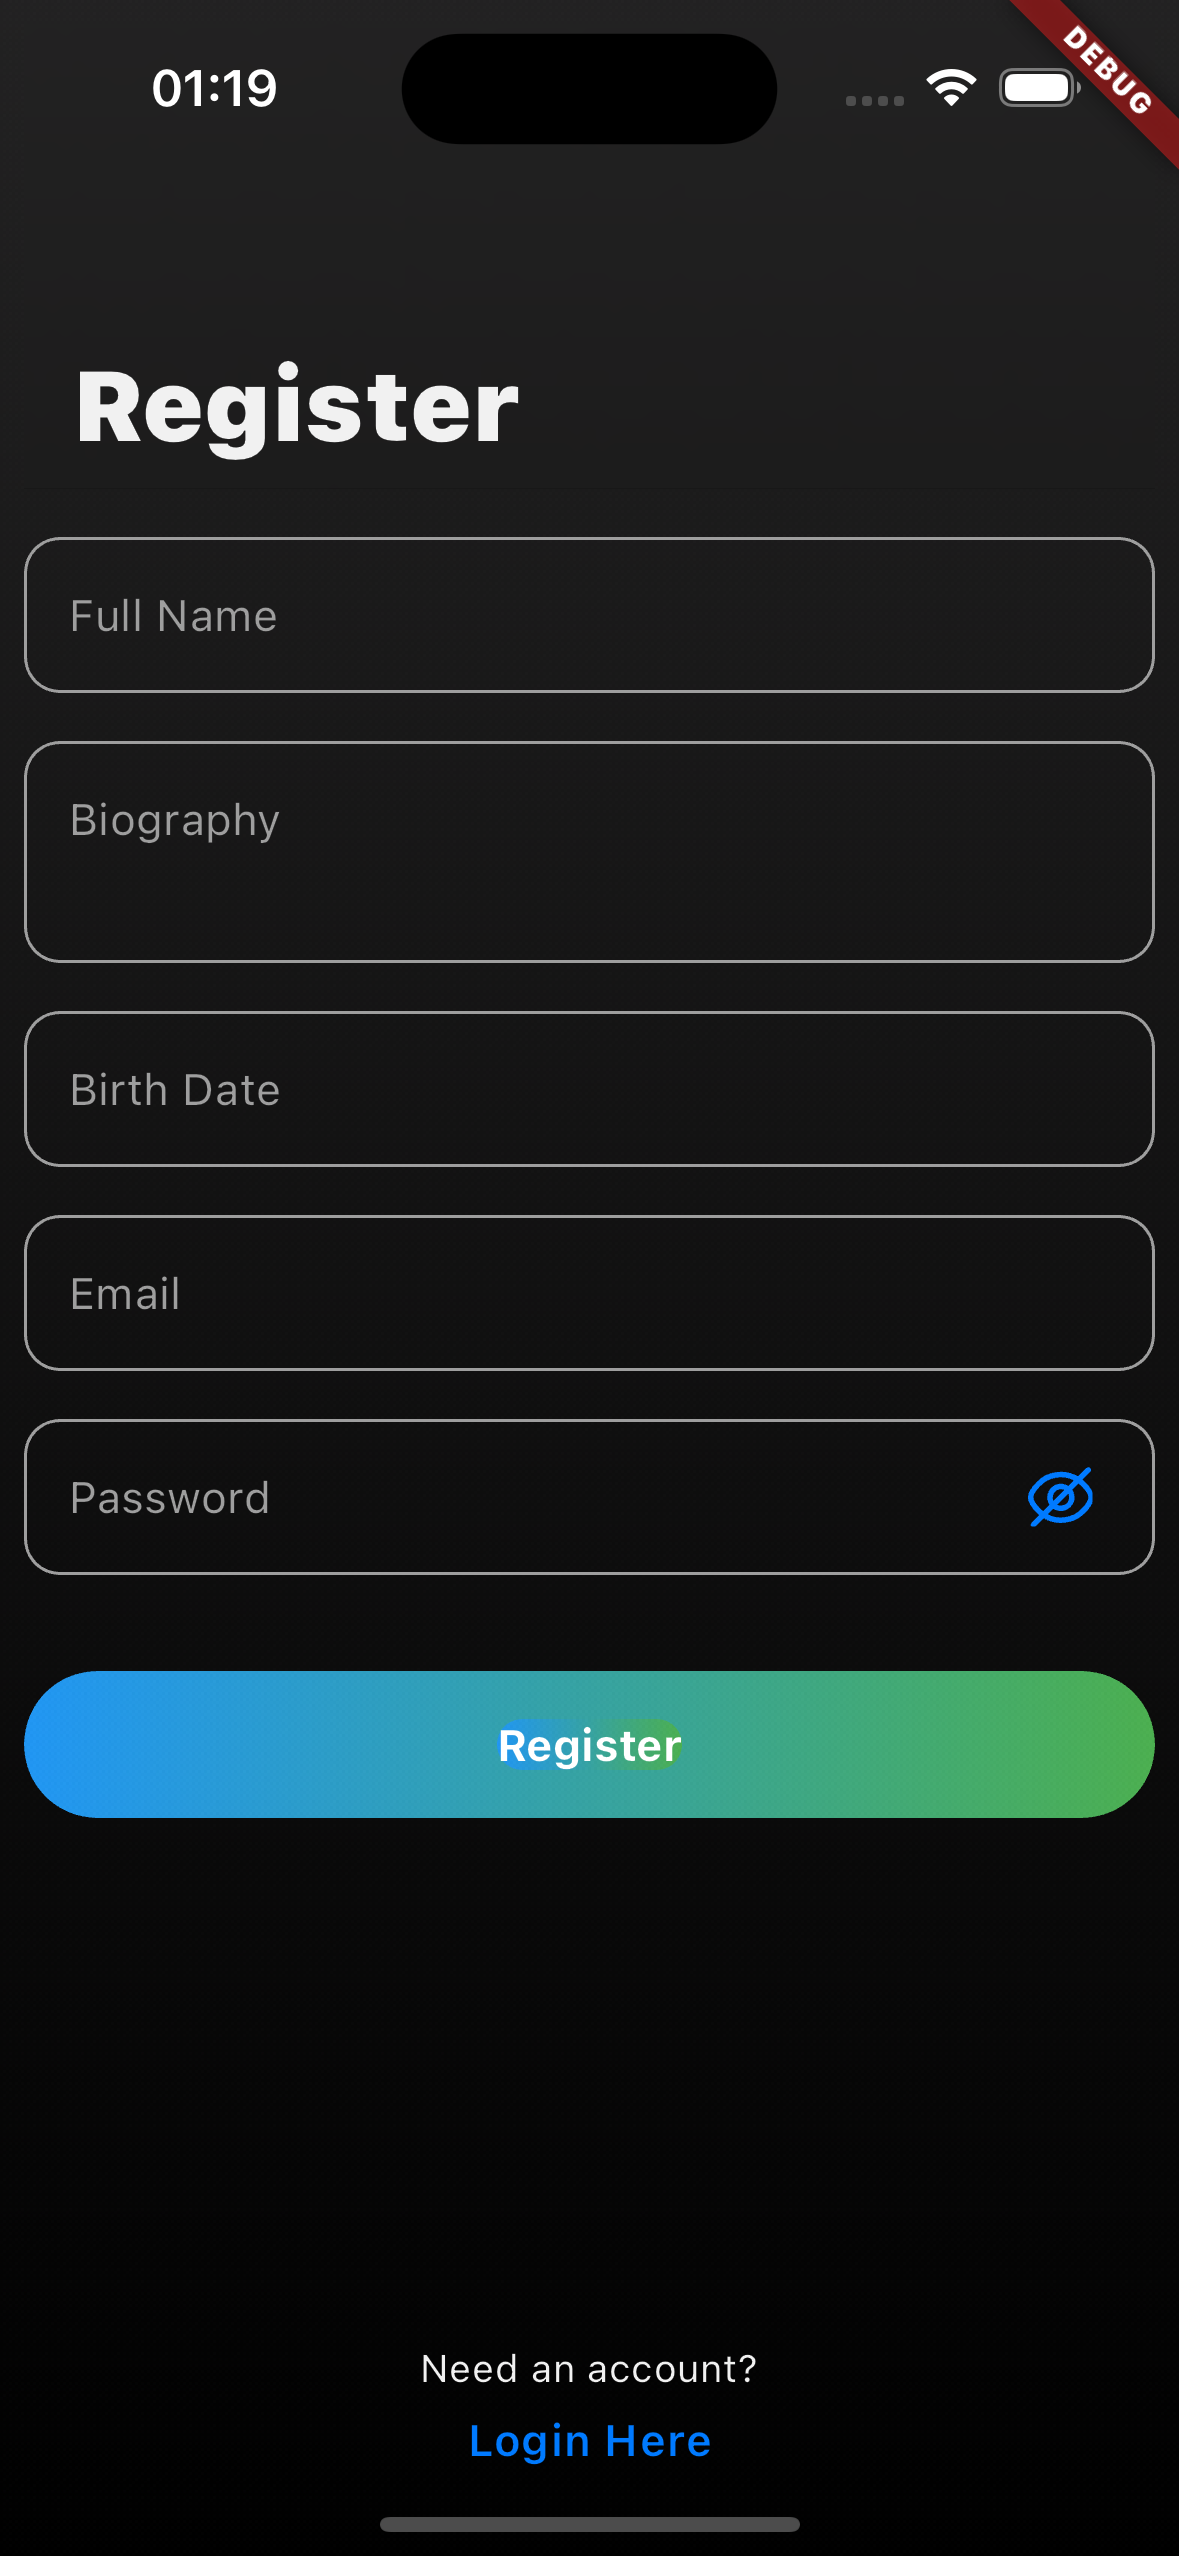 01:19
DEBUG
Register
Full Name
Biography
Birth Date
Email
Password
Register
Need an account?
Login Here